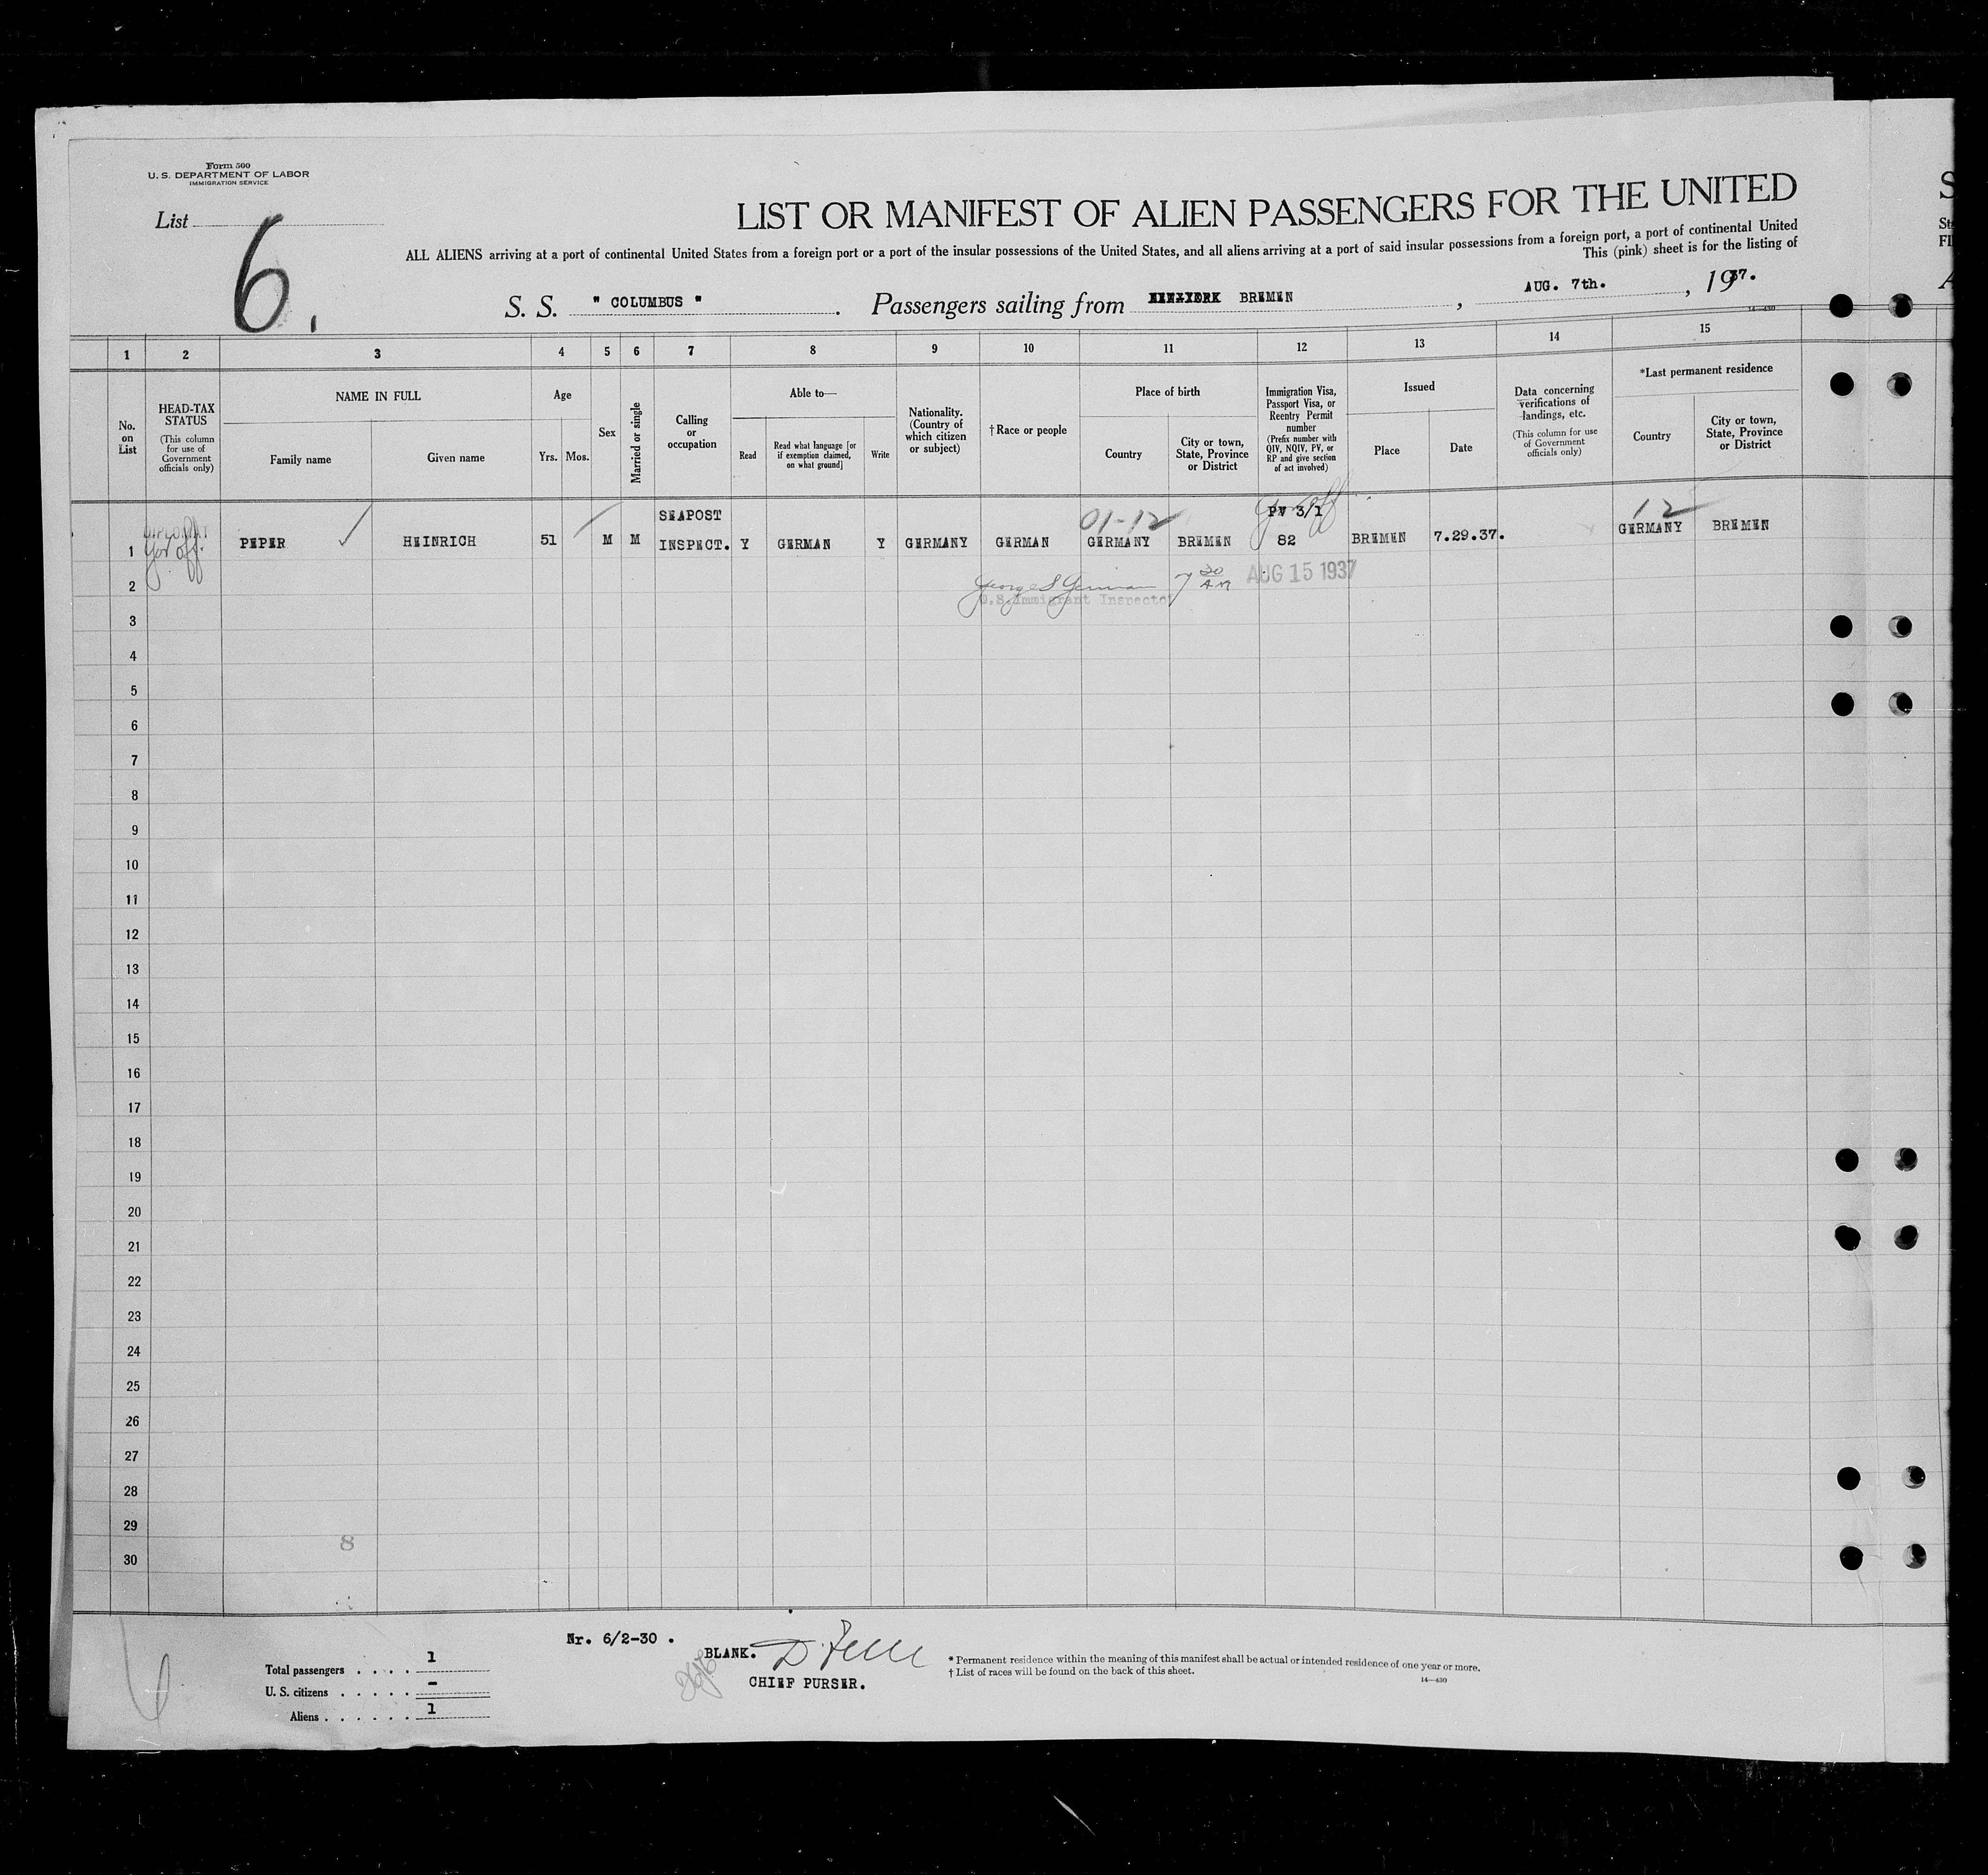 Form 500
U. S. DEPARTMENT OF LABOR
IMMIGRATION SERVICE
List
6.
LIST OR MANIFEST OF ALIEN PASSENGERS FOR THE UNITED
ALL ALIENS arriving at a port of continental United States from a foreign port or a port of the insular possessions of the United States, and all aliens arriving at a port of said insular possessions from a foreign port, a port of continental United
This (pink) sheet is for the listing of
S. S. " COLUMBUS " . Passengers sailing from BREMEN , AUG. 7th. , 1937.
14—430
1 2 3 4 5 6 7 8 9 10 11 12 13 14 15
No. on List
HEAD-TAX STATUS
(This column for use of Government officials only)
NAME IN FULL
Family name
Given name
Age
Yrs.
Mos.
Sex
Married or single
Calling or occupation
Able to—
Read
Read what language [or if exemption claimed, on what ground]
Write
Nationality. (Country of which citizen or subject)
†Race or people
Place of birth
Country
City or town, State, Province or District
Immigration Visa, Passport Visa, or Reentry Permit number
(Prefix number with QIV, NQIV, PV, or RP and give section of act involved)
Issued
Place
Date
Data concerning verifications of landings, etc.
(This column for use of Government officials only)
*Last permanent residence
Country
City or town, State, Province or District
DIPLOMAT
Gov off.
SEAPOST
01-12
Gov off
PV 3/1
12
1 PEPER HEINRICH 51 M M INSPECT. Y GERMAN Y GERMANY GERMAN GERMANY BREMEN 82 BREMEN 7.29.37. GERMANY BREMEN
2
7 30 AM
AUG 15 1937
U.S. Immigrant Inspector
3
4
5
6
7
8
9
10
11
12
13
14
15
16
17
18
19
20
21
22
23
24
25
26
27
28
29
8
30
Nr. 6/2-30 .
BLANK.
CHIEF PURSER.
Total passengers . . . . 1
U. S. citizens . . . . . –
Aliens . . . . . . 1
* Permanent residence within the meaning of this manifest shall be actual or intended residence of one year or more.
† List of races will be found on the back of this sheet.
14—430